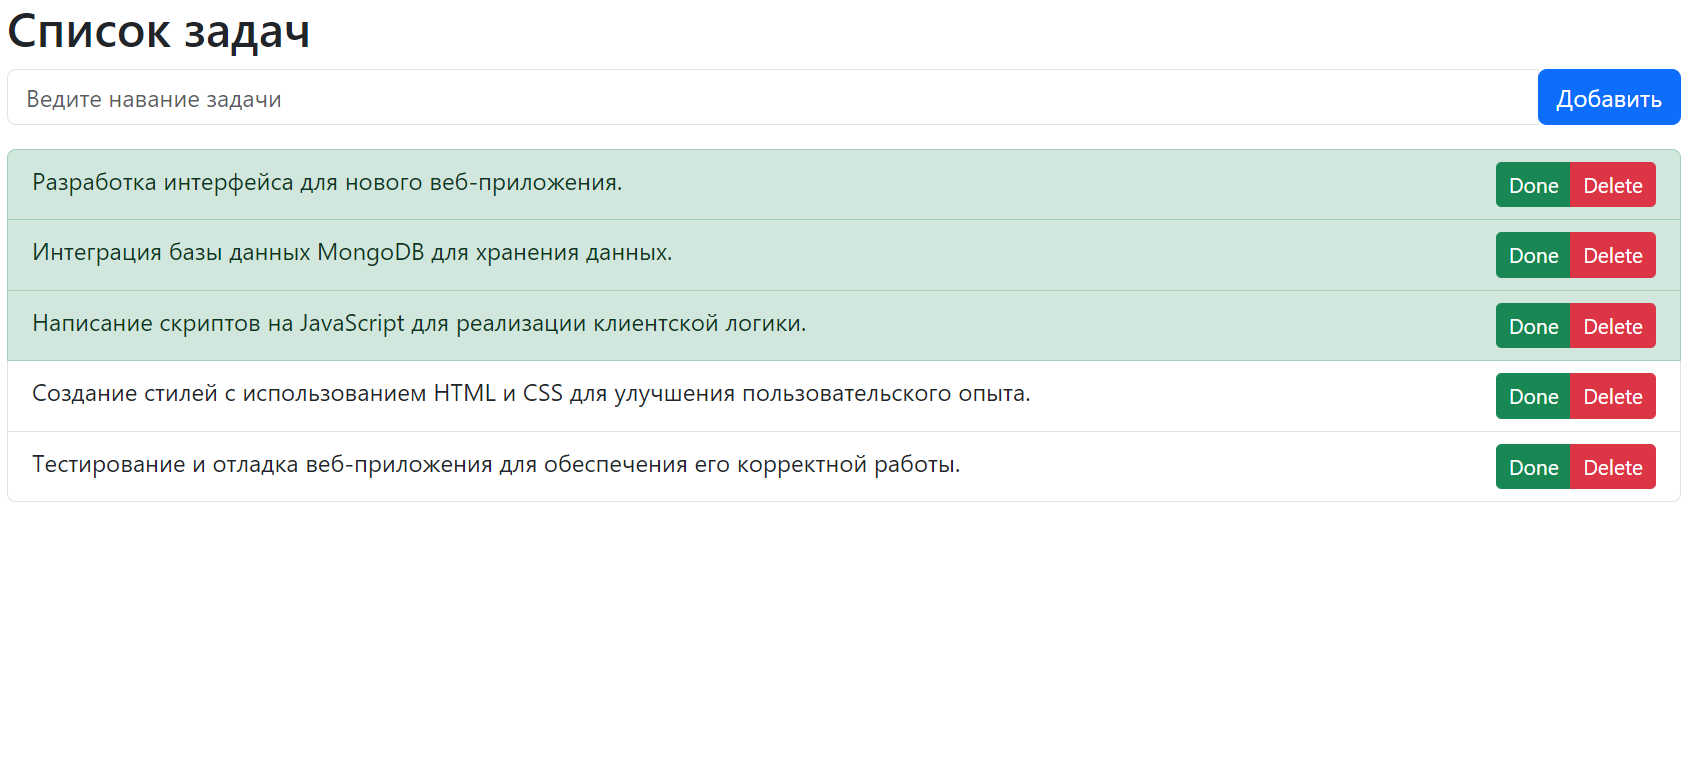 Список задач
Ведите навание задачи Добавить
Разработка интерфейса для нового веб-приложения. Done Delete
Интеграция базы данных MongoDB для хранения данных. Done Delete
Написание скриптов на JavaScript для реализации клиентской логики. Done Delete
Создание стилей с использованием HTML и CSS для улучшения пользовательского опыта. Done Delete
Тестирование и отладка веб-приложения для обеспечения его корректной работы. Done Delete